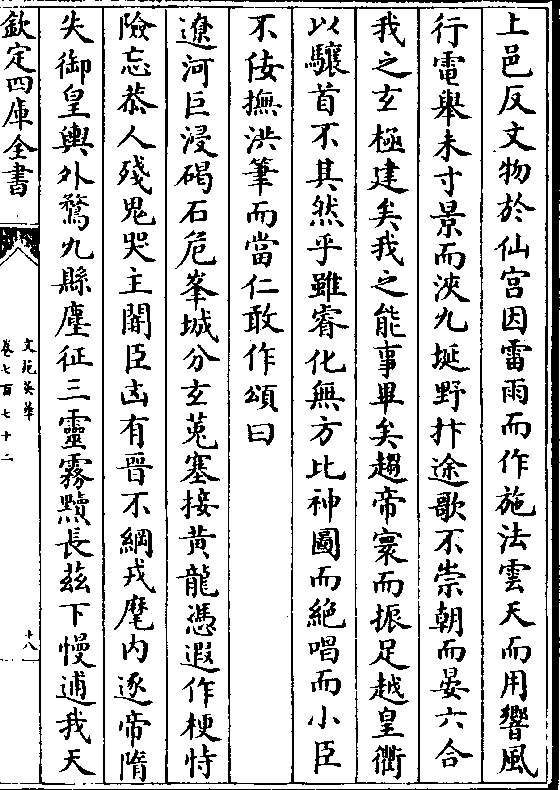 上邑反文物於仙宫因雷雨而作施法雲天而用響風
行電舉未寸景而浹九埏野抃途歌不崇朝而晏六合
我之玄極建矣我之能事畢矣趨帝寰而振足越皇衢
以驤首不其然乎雖睿化無方比神圖而絶唱而小臣
不佞撫洪筆而當仁敢作頌曰
遼河巨浸碣石危峯城分玄菟塞接黄龍憑遐作梗恃
險忘恭人殘鬼哭主闇臣凶有晉不綱戎麾内逐帝隋
失御皇輿外騖九縣塵征三靈霧黷長兹下慢逋我天
欽定四庫全書
文苑英華
卷七百七十二
十八